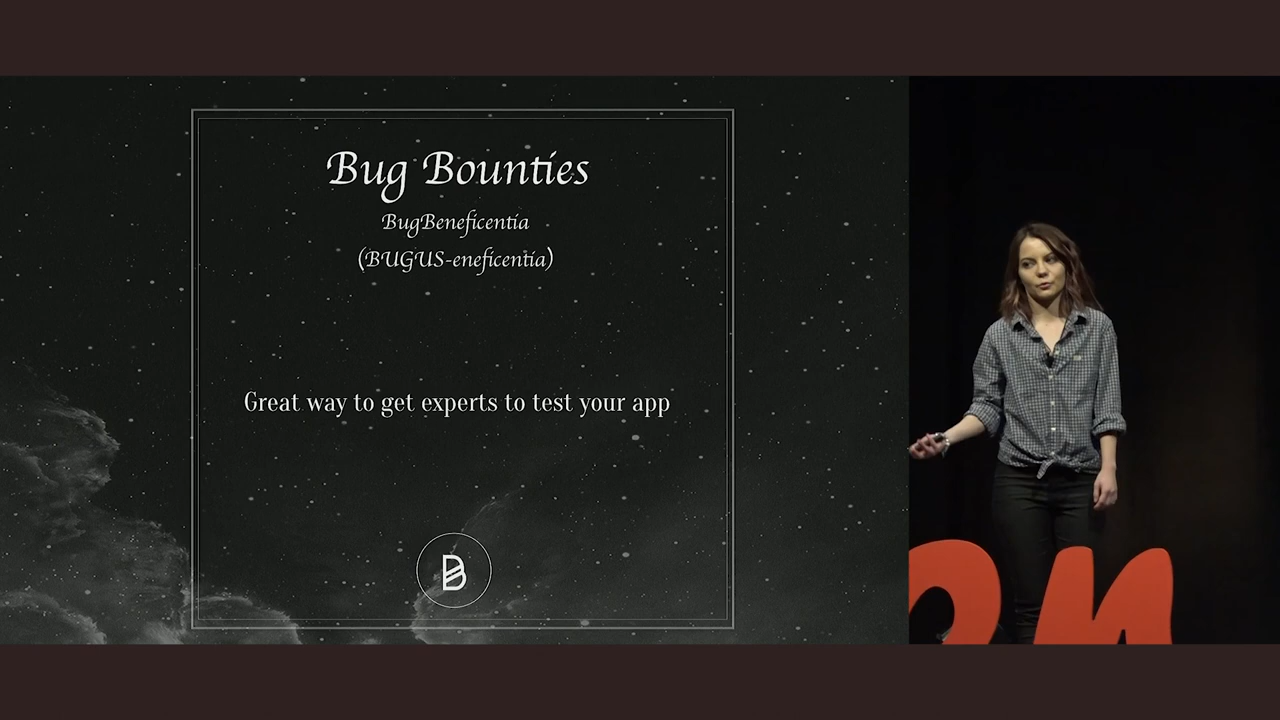 Bug Bounties
BugBeneficentia
(BUGUS-eneficentia)
Great way to get experts to test your app
B